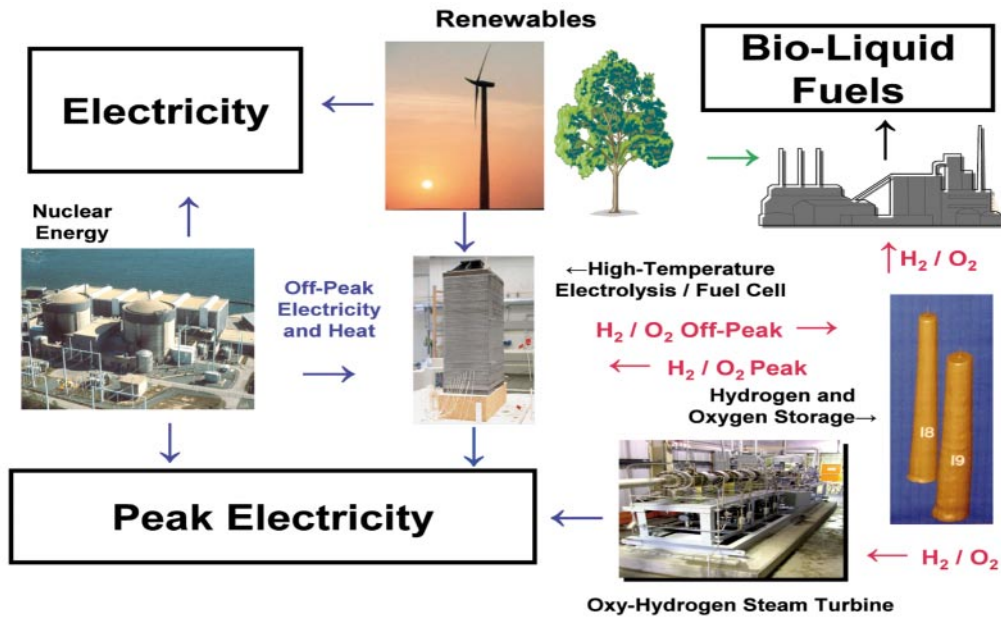 Renewables
Electricity
Bio-Liquid
Fuels
Nuclear
Energy
Off-Peak
Electricity
and Heat
←High-Temperature
Electrolysis / Fuel Cell
H₂ / O₂
H₂ / O₂ Off-Peak →
← H₂ / O₂ Peak
Hydrogen and
Oxygen Storage→
18
19
Peak Electricity
← H₂ / O₂
Oxy-Hydrogen Steam Turbine